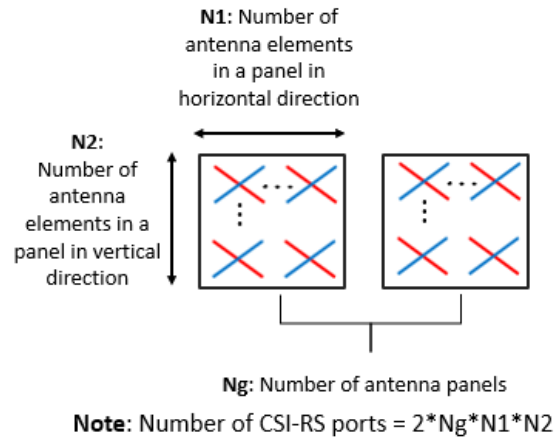 N1: Number of
antenna elements
in a panel in
horizontal direction
N2:
Number of
antenna
elements in a
panel in vertical
direction
Ng: Number of antenna panels
Note: Number of CSI-RS ports = 2*Ng*N1*N2